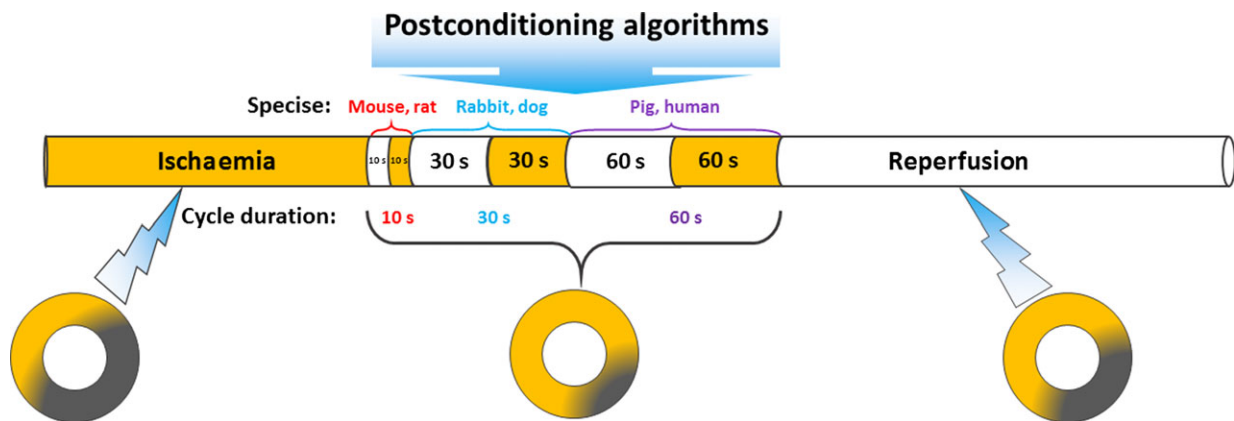 Postconditioning algorithms
Specise: Mouse, rat Rabbit, dog Pig, human
Ischaemia 10 s 10 s 30 s 30 s 60 s 60 s Reperfusion
Cycle duration: 10 s 30 s 60 s